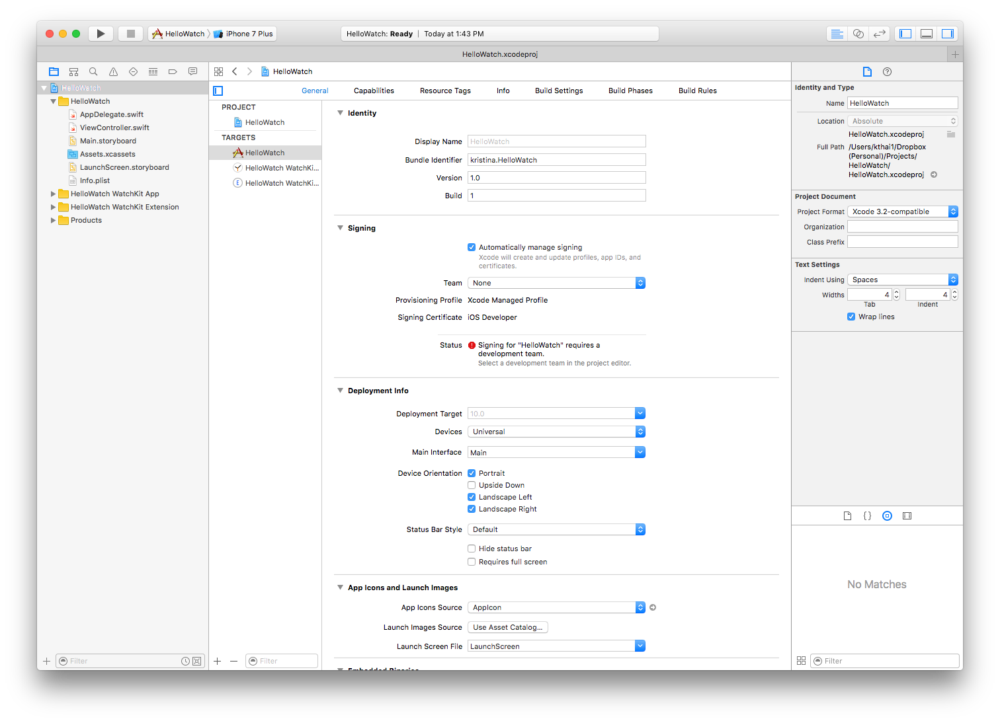 HelloWatch
iPhone 7 Plus
HelloWatch: Ready | Today at 1:43 PM
HelloWatch.xcodeproj
HelloWatch
HelloWatch
AppDelegate.swift
ViewController.swift
Main.storyboard
Assets.xcassets
LaunchScreen.storyboard
Info.plist
HelloWatch WatchKit App
HelloWatch WatchKit Extension
Products
Filter
HelloWatch
General
Capabilities
Resource Tags
Info
Build Settings
Build Phases
Build Rules
PROJECT
HelloWatch
TARGETS
HelloWatch
HelloWatch WatchKi...
E HelloWatch WatchKi...
Filter
Identity
Display Name HelloWatch
Bundle Identifier kristina.HelloWatch
Version 1.0
Build 1
Signing
Automatically manage signing
Xcode will create and update profiles, app IDs, and
certificates.
Team None
Provisioning Profile Xcode Managed Profile
Signing Certificate iOS Developer
Status Signing for "HelloWatch" requires a
development team.
Select a development team in the project editor.
Deployment Info
Deployment Target 10.0
Devices Universal
Main Interface Main
Device Orientation Portrait
Upside Down
Landscape Left
Landscape Right
Status Bar Style Default
Hide status bar
Requires full screen
App Icons and Launch Images
App Icons Source AppIcon
Launch Images Source Use Asset Catalog...
Launch Screen File LaunchScreen
Embedded Binaries
Identity and Type
Name HelloWatch
Location Absolute
HelloWatch.xcodeproj
Full Path /Users/kthai1/Dropbox
(Personal)/Projects/
HelloWatch/
HelloWatch.xcodeproj
Project Document
Project Format Xcode 3.2-compatible
Organization
Class Prefix
Text Settings
Indent Using Spaces
Widths 4 4
Tab Indent
Wrap lines
No Matches
Filter